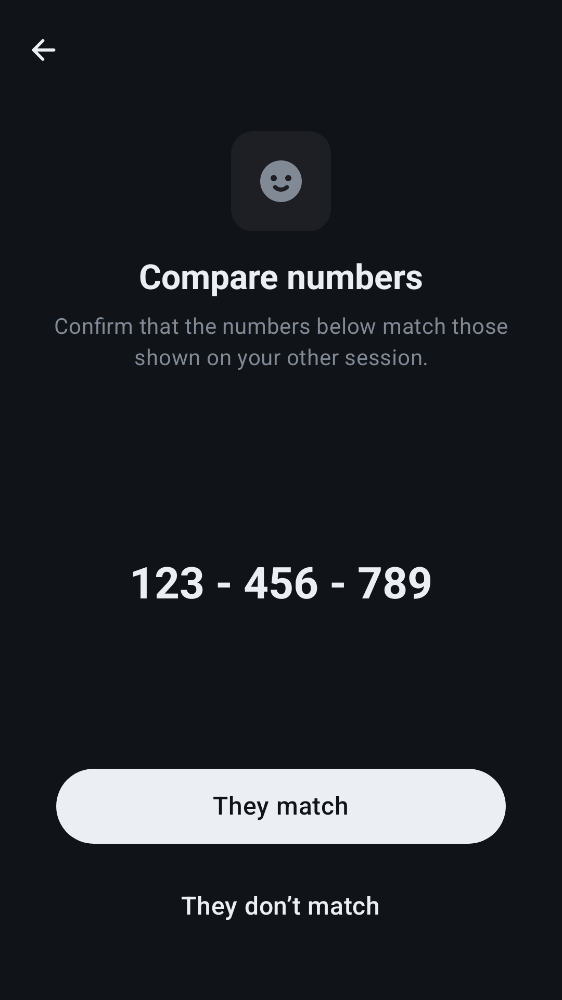 Compare numbers
Confirm that the numbers below match those
shown on your other session.
123 - 456 - 789
They match
They don’t match